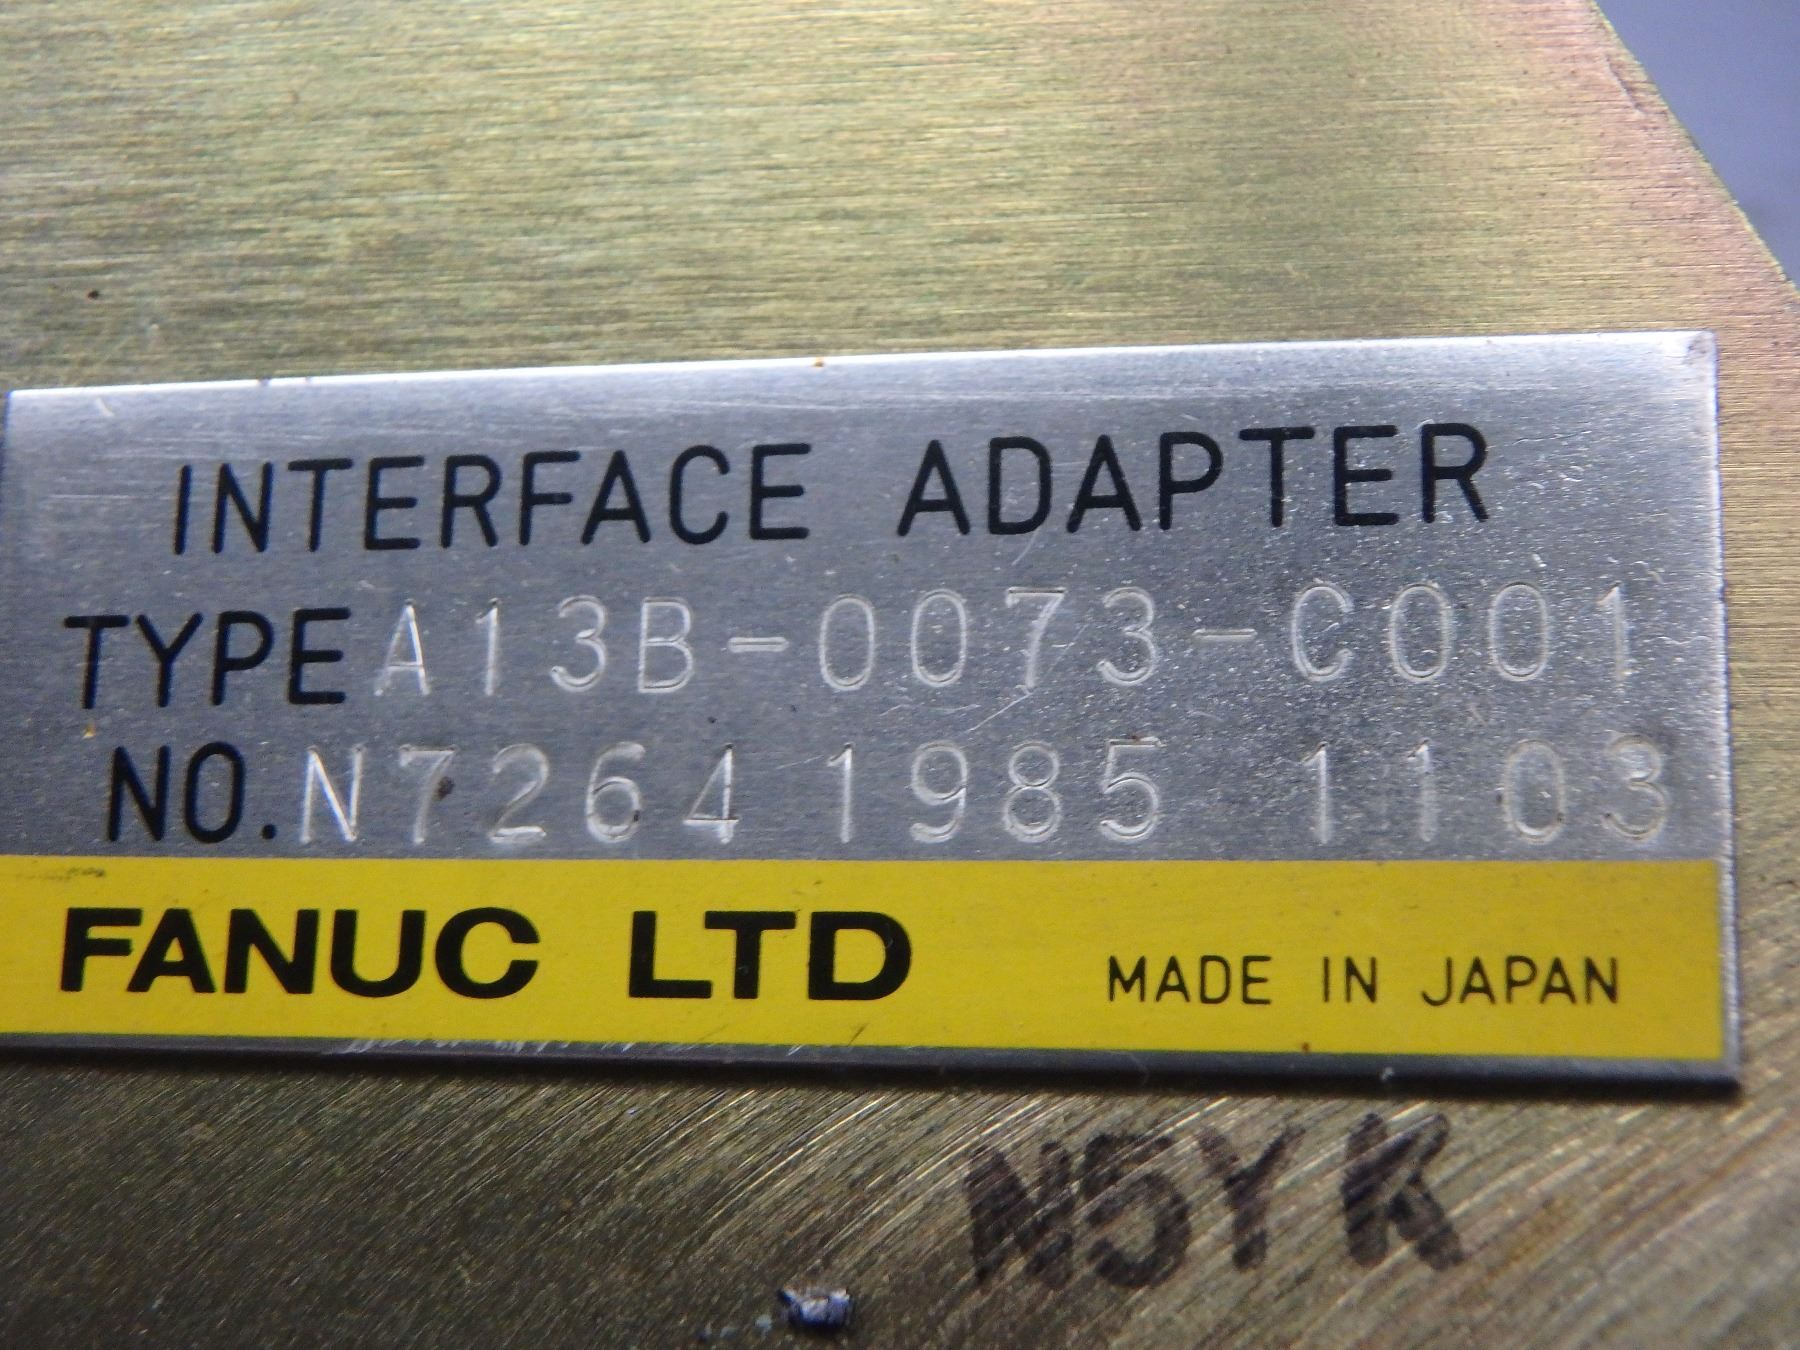 INTERFACE ADAPTER
TYPE A13B-0073-C001
NO. N7264 1985 1103
FANUC LTD MADE IN JAPAN
N5YK